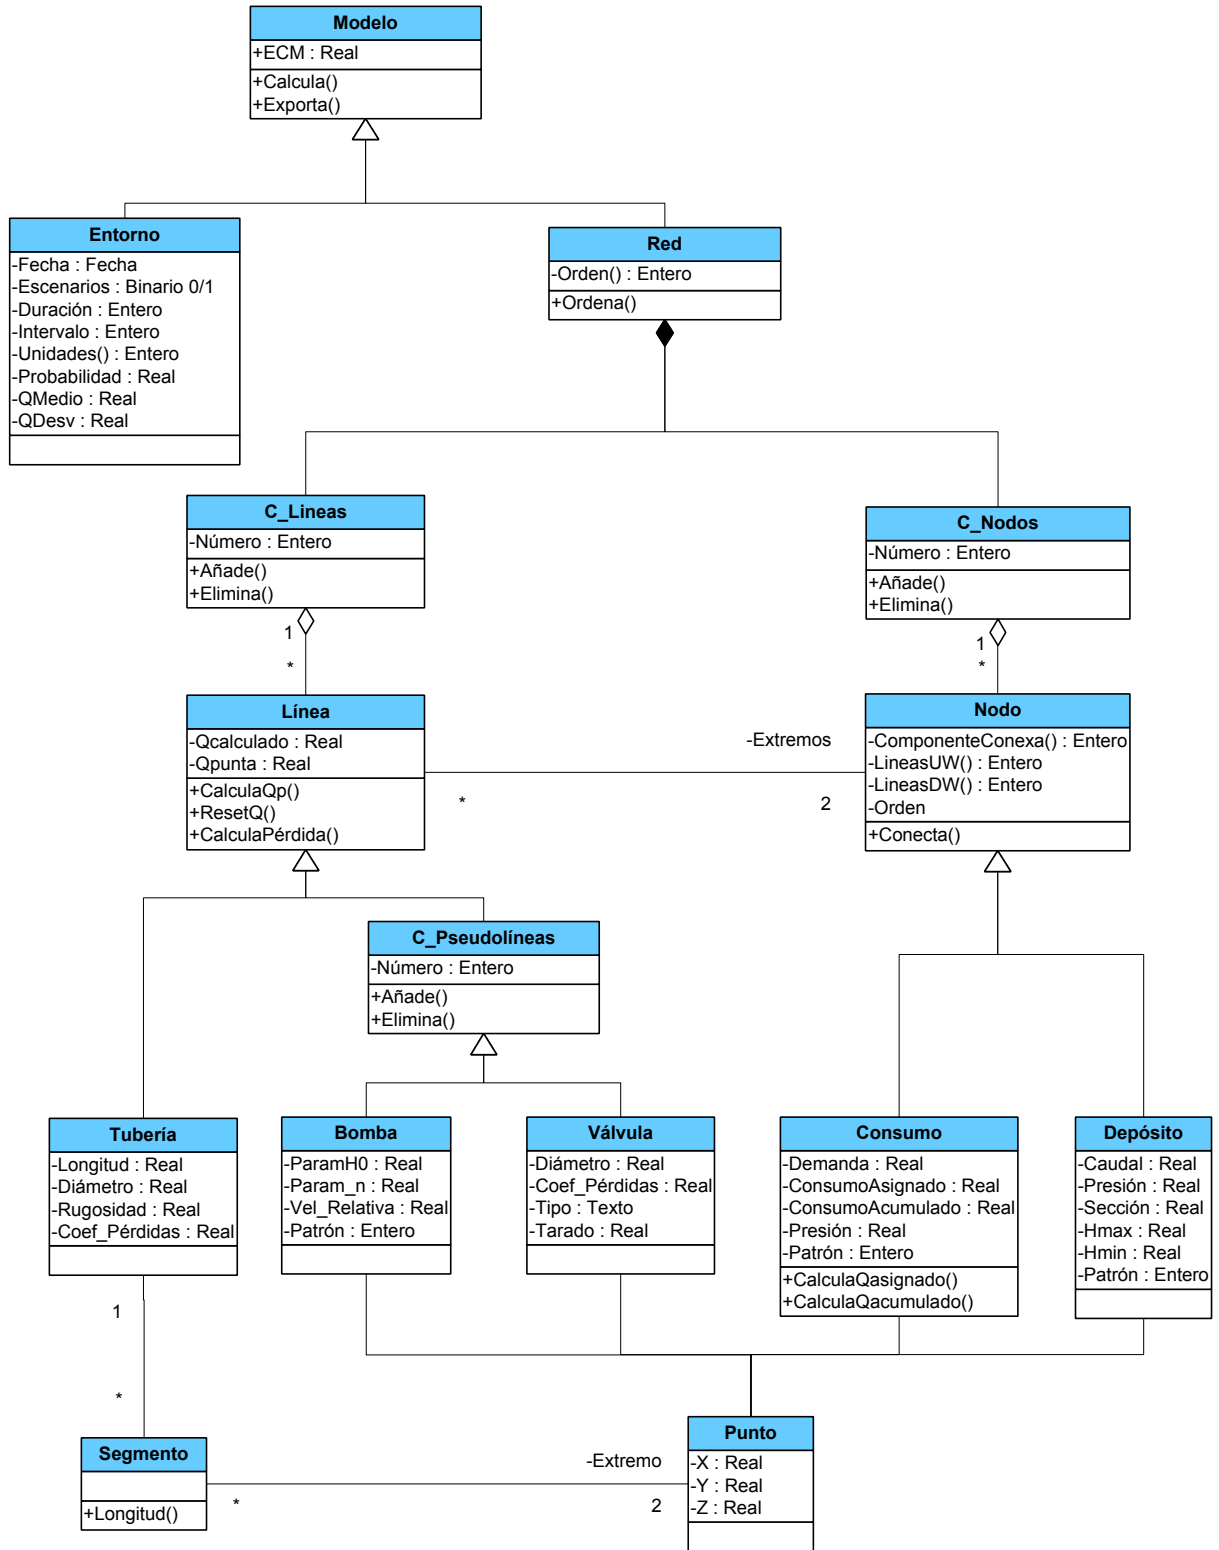 Modelo
+ECM : Real
+Calcula()
+Exporta()
Entorno
-Fecha : Fecha
-Escenarios : Binario 0/1
-Duración : Entero
-Intervalo : Entero
-Unidades() : Entero
-Probabilidad : Real
-QMedio : Real
-QDesv : Real
Red
-Orden() : Entero
+Ordena()
C_Lineas
-Número : Entero
+Añade()
+Elimina()
1
*
C_Nodos
-Número : Entero
+Añade()
+Elimina()
1
*
Línea
-Qcalculado : Real
-Qpunta : Real
+CalculaQp()
+ResetQ()
+CalculaPérdida()
-Extremos
*
2
Nodo
-ComponenteConexa() : Entero
-LineasUW() : Entero
-LineasDW() : Entero
-Orden
+Conecta()
C_Pseudolíneas
-Número : Entero
+Añade()
+Elimina()
Tubería
-Longitud : Real
-Diámetro : Real
-Rugosidad : Real
-Coef_Pérdidas : Real
Bomba
-ParamH0 : Real
-Param_n : Real
-Vel_Relativa : Real
-Patrón : Entero
Válvula
-Diámetro : Real
-Coef_Pérdidas : Real
-Tipo : Texto
-Tarado : Real
Consumo
-Demanda : Real
-ConsumoAsignado : Real
-ConsumoAcumulado : Real
-Presión : Real
-Patrón : Entero
+CalculaQasignado()
+CalculaQacumulado()
Depósito
-Caudal : Real
-Presión : Real
-Sección : Real
-Hmax : Real
-Hmin : Real
-Patrón : Entero
1
*
Segmento
+Longitud()
-Extremo
*
2
Punto
-X : Real
-Y : Real
-Z : Real